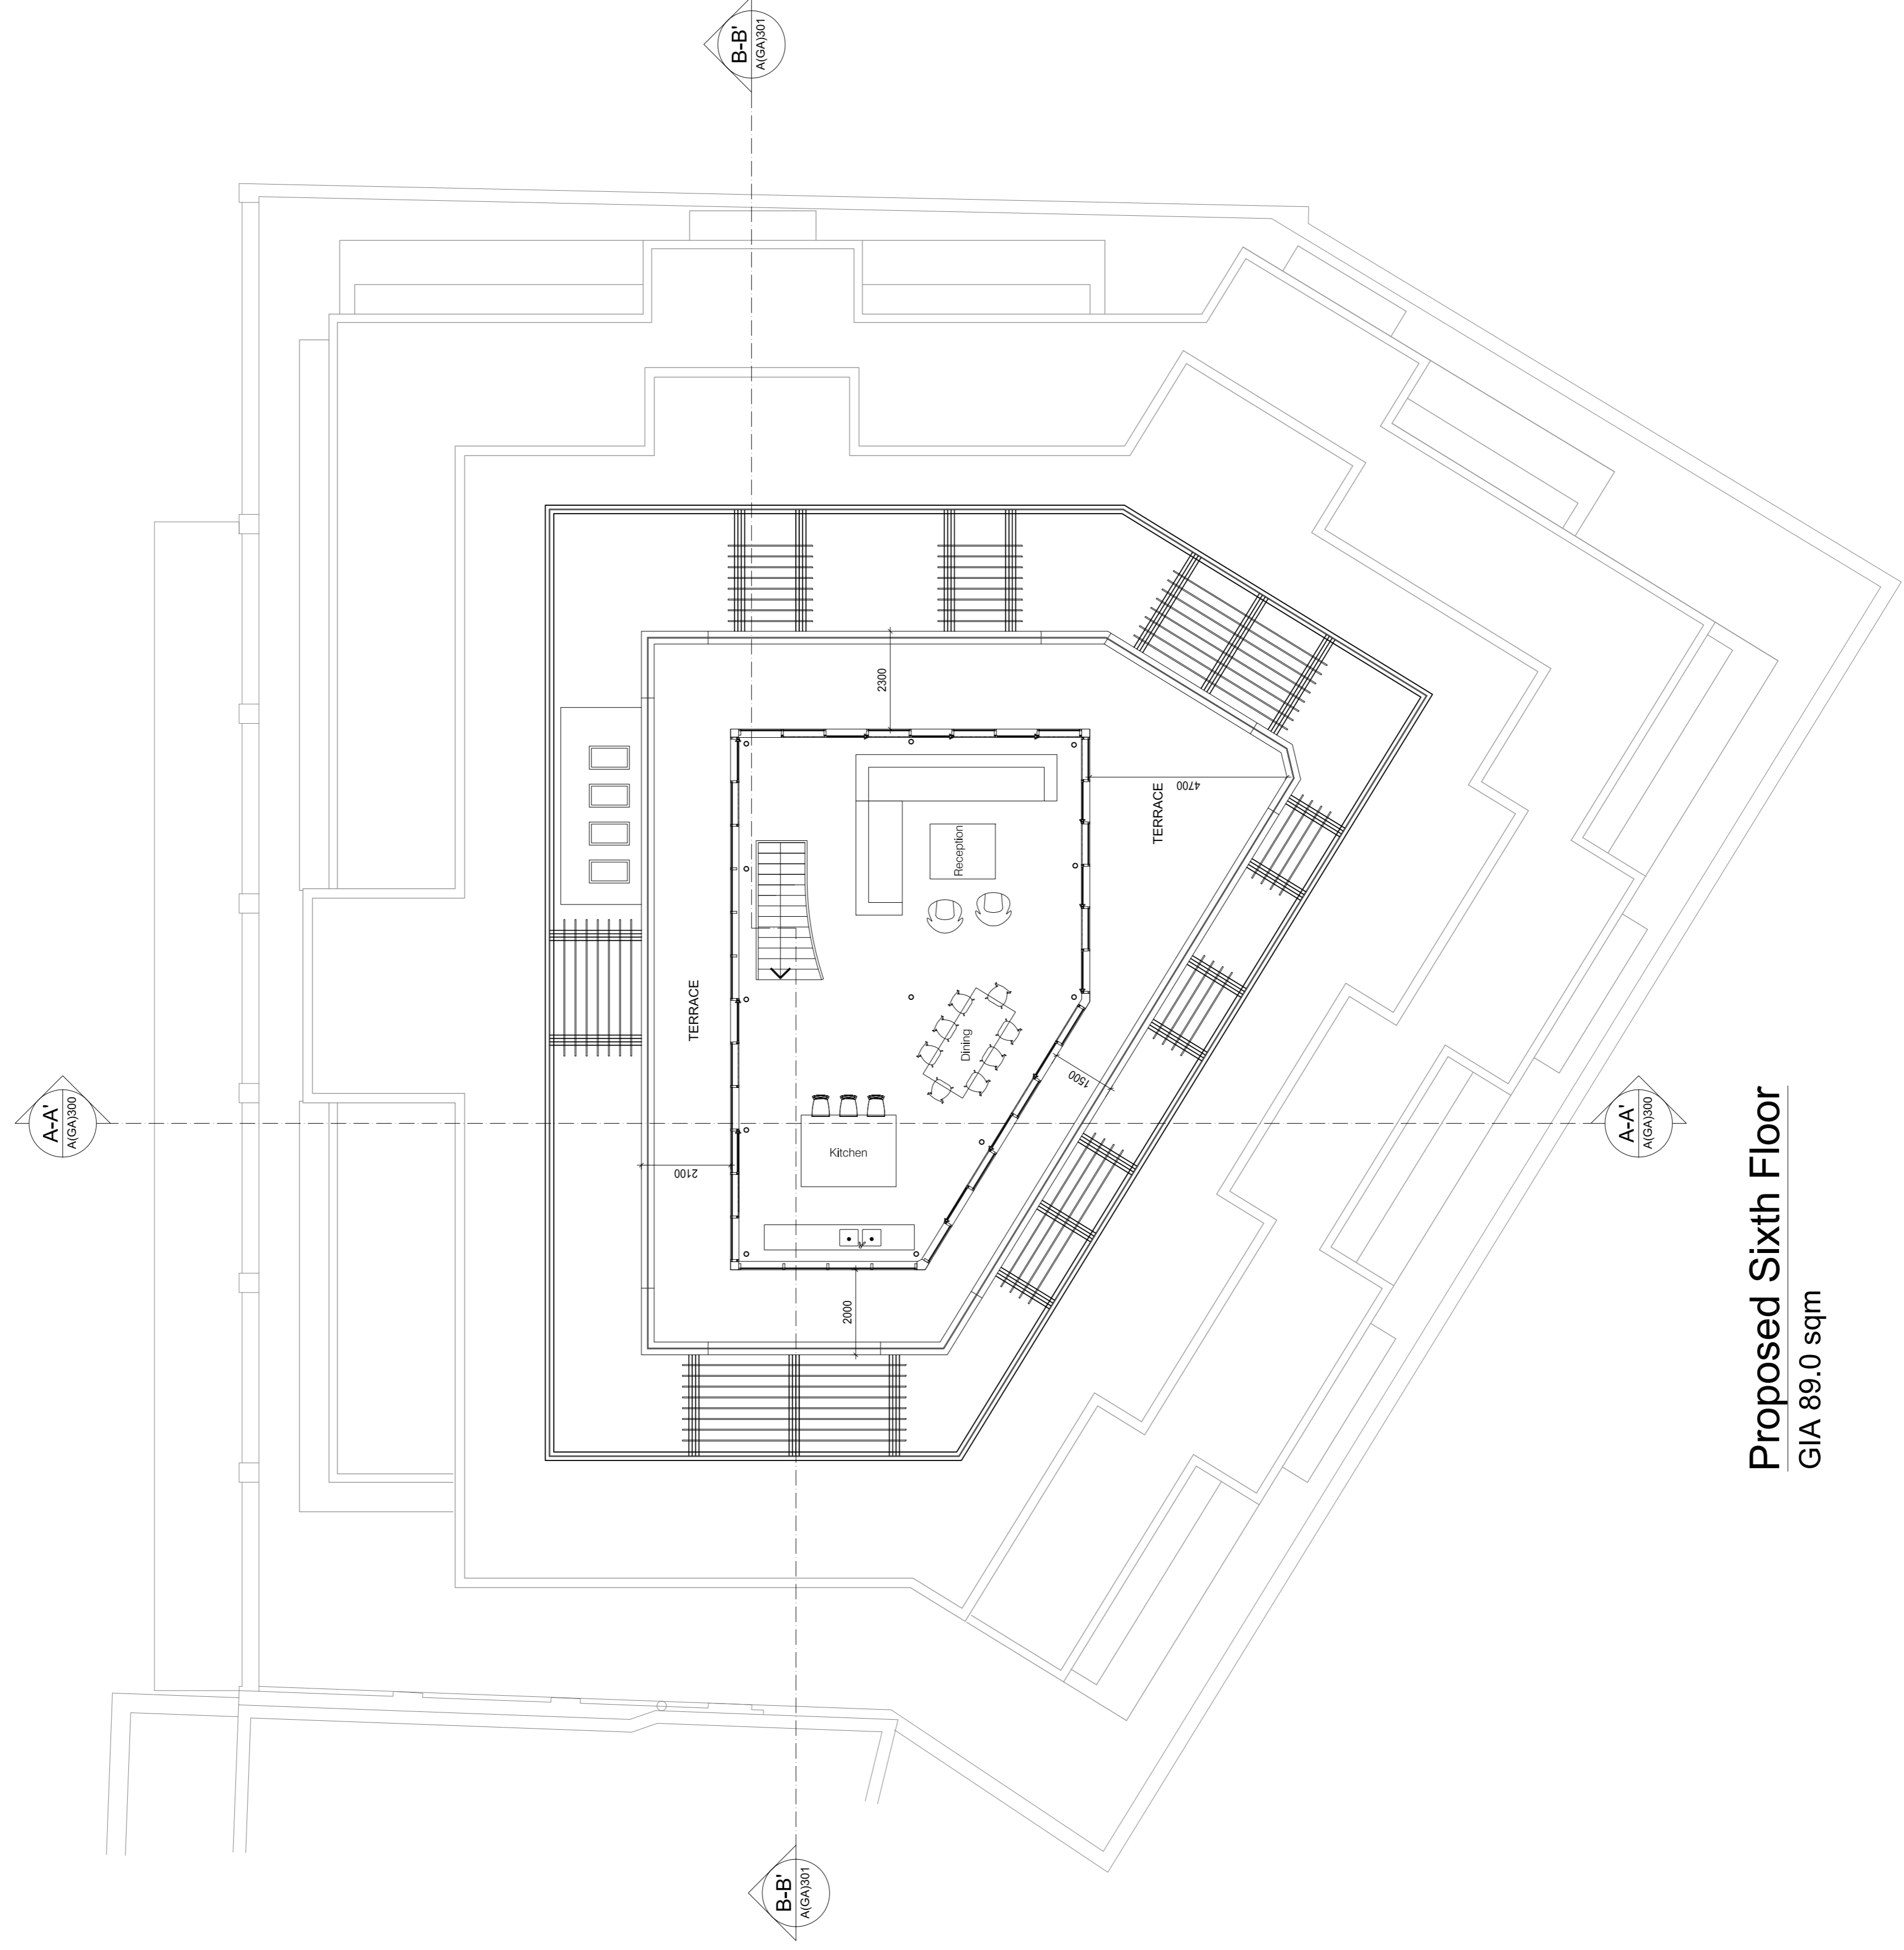 B-B'
A(GA)301
A-A'
A(GA)300
2300
TERRACE
4700
Reception
TERRACE
Dining
1500
Kitchen
2100
2000
A-A'
A(GA)300
B-B'
A(GA)301
Proposed Sixth Floor
GIA 89.0 sqm